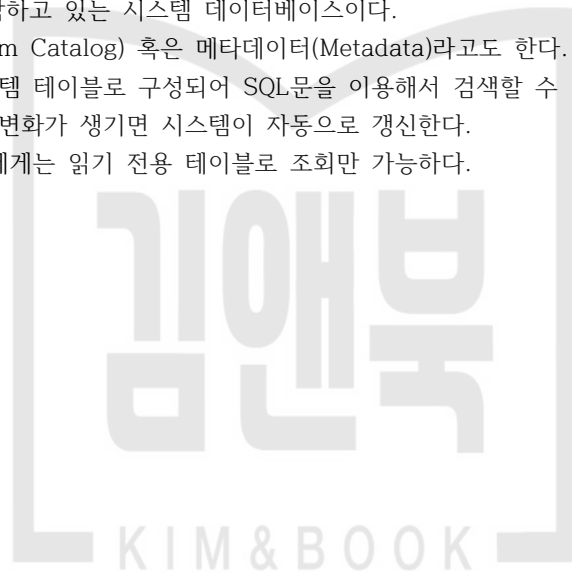 하고 있는 시스템 데이터베이스이다.
m Catalog) 혹은 메타데이터(Metadata)라고도 한다.
템 테이블로 구성되어 SQL문을 이용해서 검색할 수
변화가 생기면 시스템이 자동으로 갱신한다.
에게는 읽기 전용 테이블로 조회만 가능하다.
김앤북
KIM&BOOK